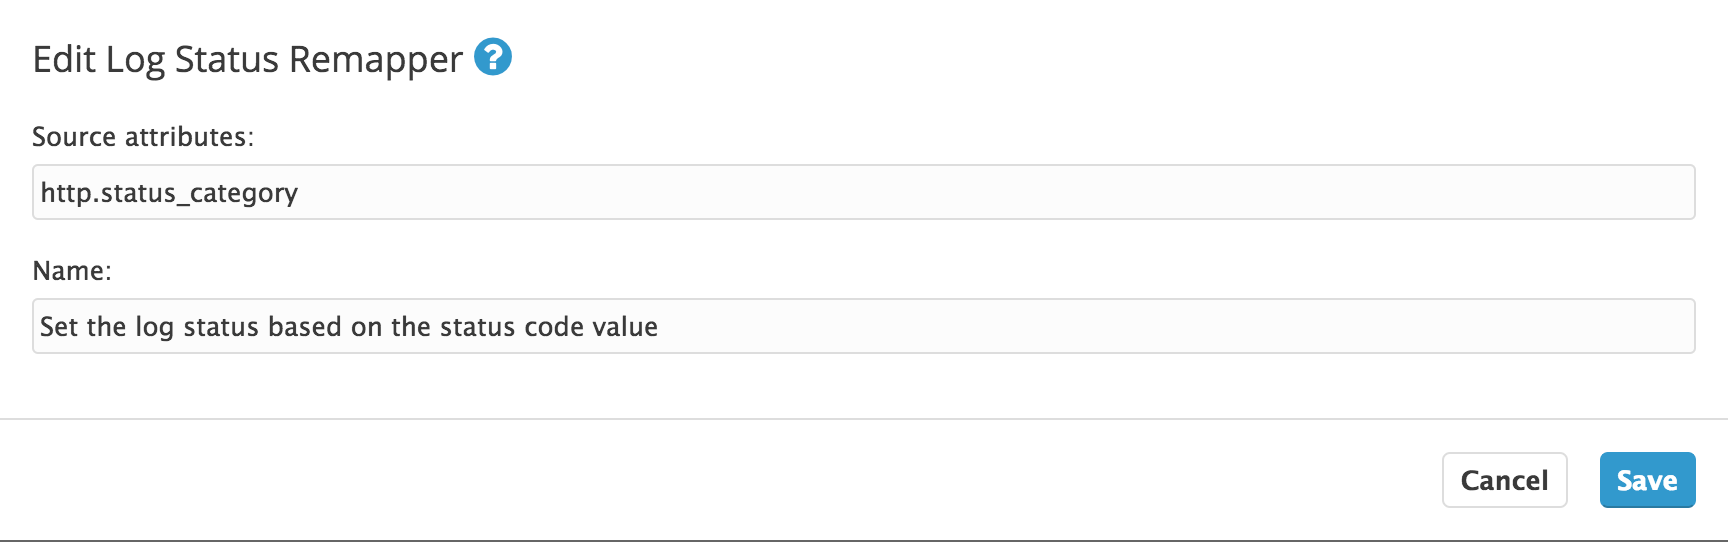 Edit Log Status Remapper ?
Source attributes:
http.status_category
Name:
Set the log status based on the status code value
Cancel Save